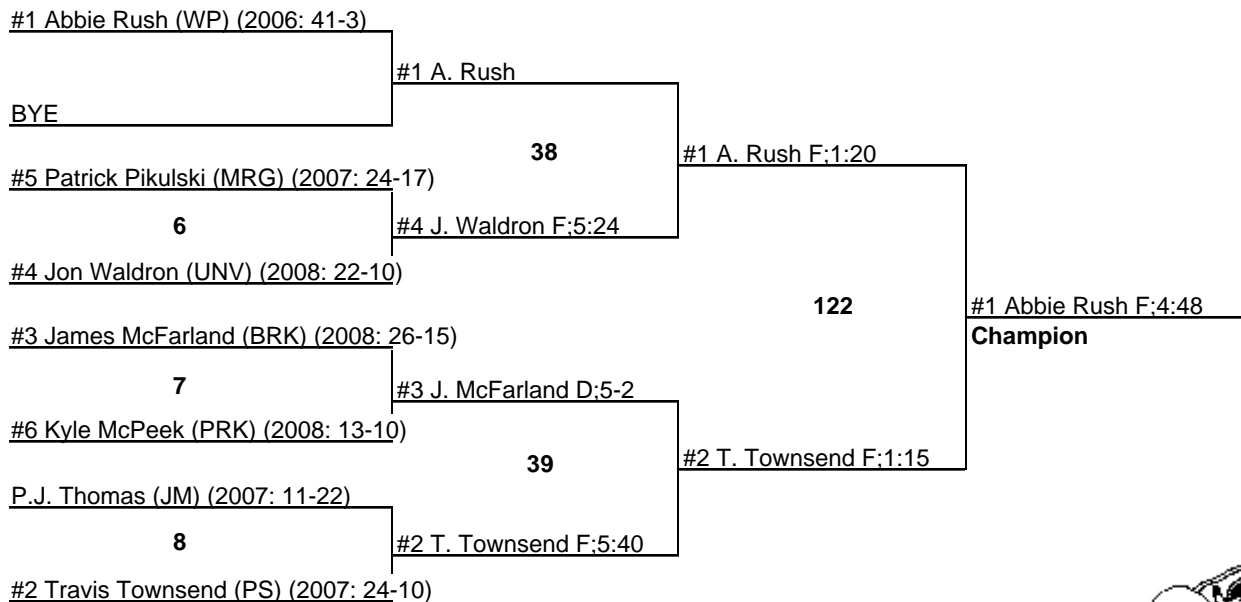 #1 Abbie Rush (WP) (2006: 41-3)
#1 A. Rush
BYE
38
#1 A. Rush F;1:20
#5 Patrick Pikulski (MRG) (2007: 24-17)
6
#4 J. Waldron F;5:24
#4 Jon Waldron (UNV) (2008: 22-10)
122
#1 Abbie Rush F;4:48
Champion
#3 James McFarland (BRK) (2008: 26-15)
7
#3 J. McFarland D;5-2
#6 Kyle McPeek (PRK) (2008: 13-10)
39
#2 T. Townsend F;1:15
P.J. Thomas (JM) (2007: 11-22)
8
#2 T. Townsend F;5:40
#2 Travis Townsend (PS) (2007: 24-10)